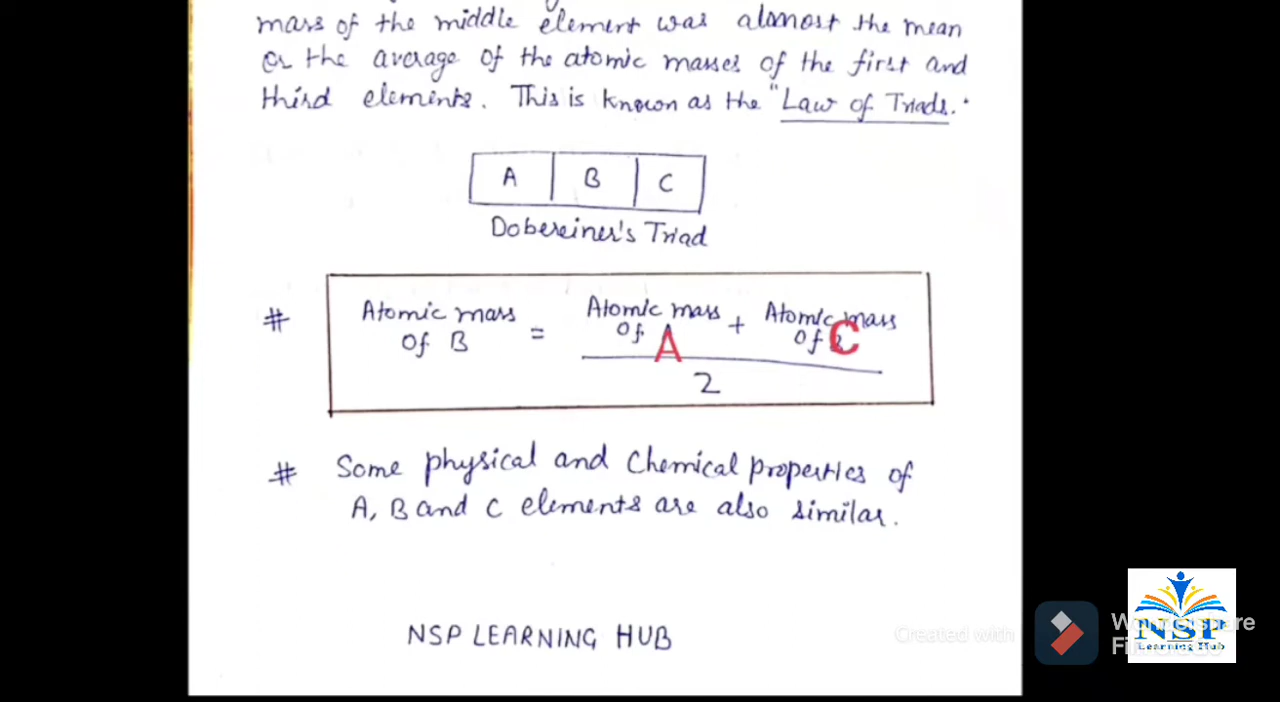 mass of the middle element was almost the mean
or the average of the atomic masses of the first and
third elements. This is known as the "Law of Triads."
A B C
Dobereiner's Triad
# Atomic mass of B = Atomic mass of A + Atomic mass of C
2
# Some physical and Chemical properties of
A, B and C elements are also similar.
NSP LEARNING HUB
Created with
NSP
Learning Hub